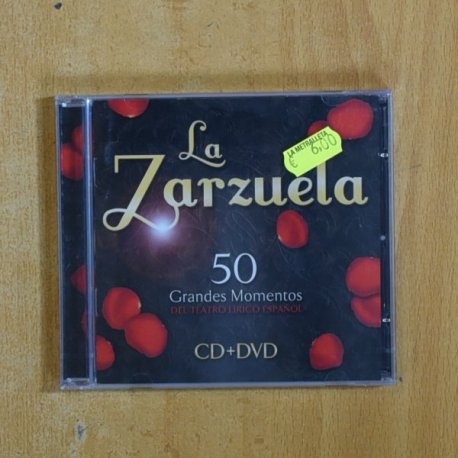 La
Zarzuela
LA METRALLETA
€ 6,00
50
Grandes Momentos
DEL TEATRO LÍRICO ESPAÑOL
CD+DVD